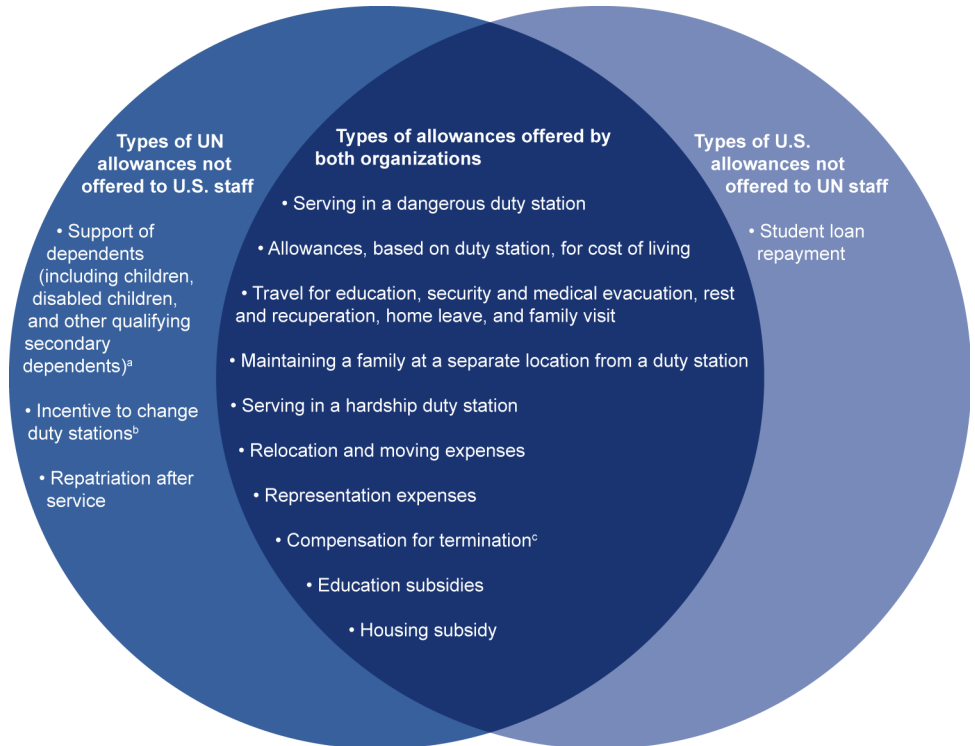 Types of UN
allowances not
offered to U.S. staff
• Support of
dependents
(including children,
disabled children,
and other qualifying
secondary
dependents)ᵃ
• Incentive to change
duty stationsᵇ
• Repatriation after
service
Types of allowances offered by
both organizations
• Serving in a dangerous duty station
• Allowances, based on duty station, for cost of living
• Travel for education, security and medical evacuation, rest
and recuperation, home leave, and family visit
• Maintaining a family at a separate location from a duty station
• Serving in a hardship duty station
• Relocation and moving expenses
• Representation expenses
• Compensation for terminationᶜ
• Education subsidies
• Housing subsidy
Types of U.S.
allowances not
offered to UN staff
• Student loan
repayment